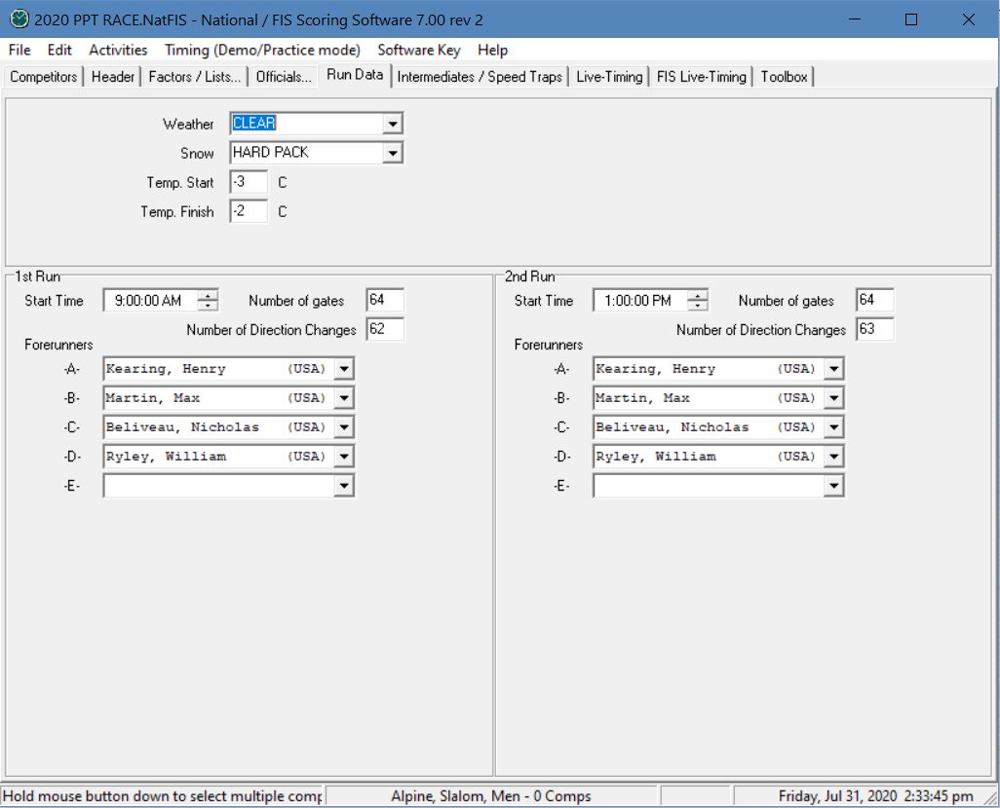 2020 PPT RACE.NatFIS - National / FIS Scoring Software 7.00 rev 2
File Edit Activities Timing (Demo/Practice mode) Software Key Help
Competitors Header Factors / Lists... Officials... Run Data Intermediates / Speed Traps Live-Timing FIS Live-Timing Toolbox
Weather CLEAR
Snow HARD PACK
Temp. Start -3 C
Temp. Finish -2 C
1st Run
Start Time 9:00:00 AM Number of gates 64
Number of Direction Changes 62
Forerunners
-A- Kearing, Henry (USA)
-B- Martin, Max (USA)
-C- Beliveau, Nicholas (USA)
-D- Ryley, William (USA)
-E-
2nd Run
Start Time 1:00:00 PM Number of gates 64
Number of Direction Changes 63
Forerunners
-A- Kearing, Henry (USA)
-B- Martin, Max (USA)
-C- Beliveau, Nicholas (USA)
-D- Ryley, William (USA)
-E-
Hold mouse button down to select multiple comp Alpine, Slalom, Men - 0 Comps Friday, Jul 31, 2020 2:33:45 pm